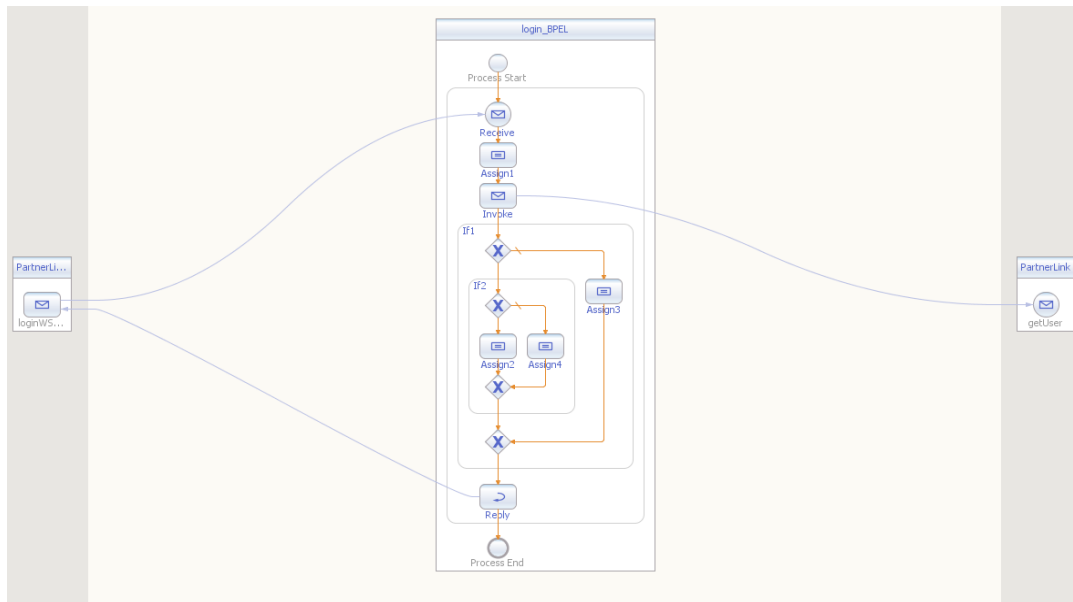 login_BPEL
Process Start
Receive
Assign1
Invoke
If1
PartnerLi...
loginWS...
If2
Assign3
Assign2
Assign4
PartnerLink
getUser
Reply
Process End